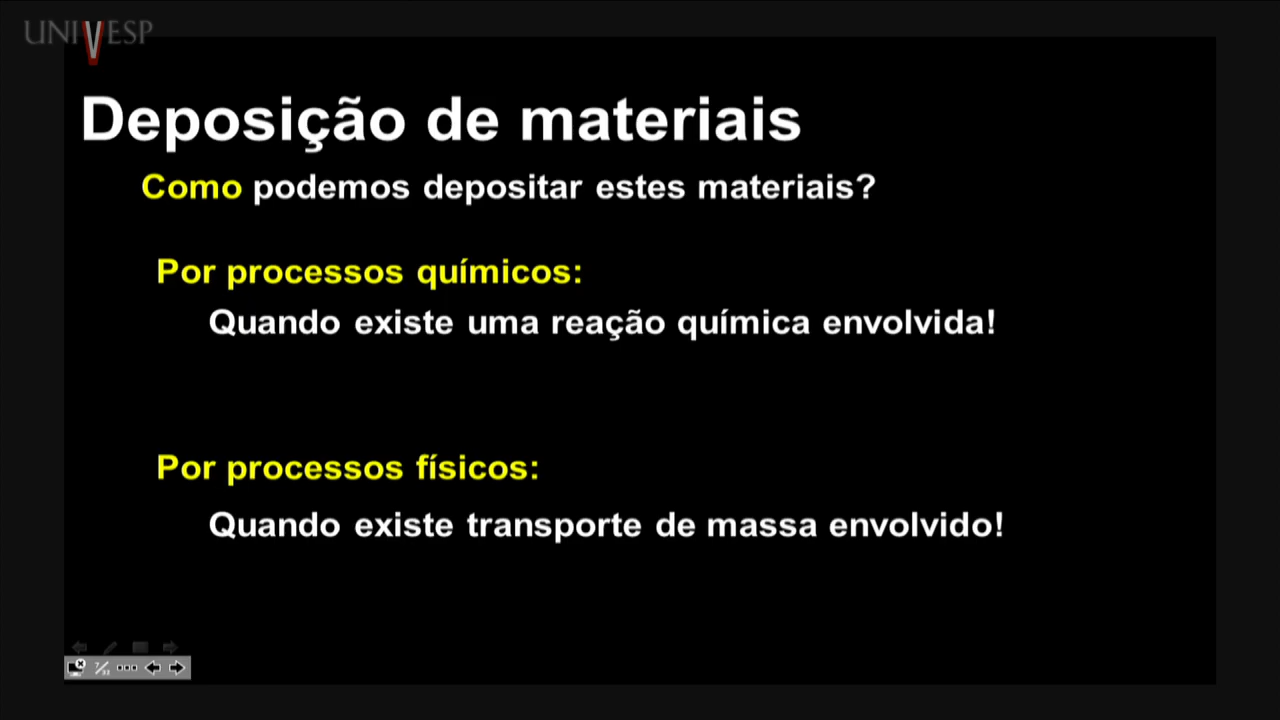 UNIVESP
Deposição de materiais
Como podemos depositar estes materiais?
Por processos químicos:
Quando existe uma reação química envolvida!
Por processos físicos:
Quando existe transporte de massa envolvido!